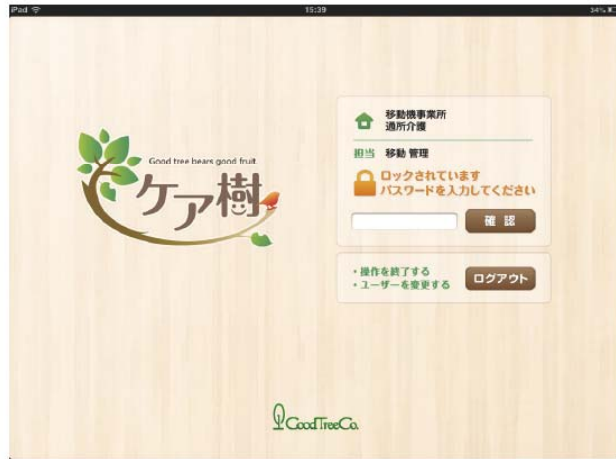 iPad
15:39
34%
Good tree bears good fruit.
ケア樹
移動機事業所
通所介護
担当 移動 管理
ロックされています
パスワードを入力してください
確認
・操作を終了する
・ユーザーを変更する
ログアウト
GoodTreeCo.